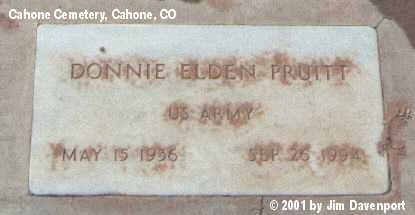 Cahone Cemetery, Cahone, CO
DONNIE ELDEN PRUITT
US ARMY
MAY 15 1936 SEP 26 1994
© 2001 by Jim Davenport